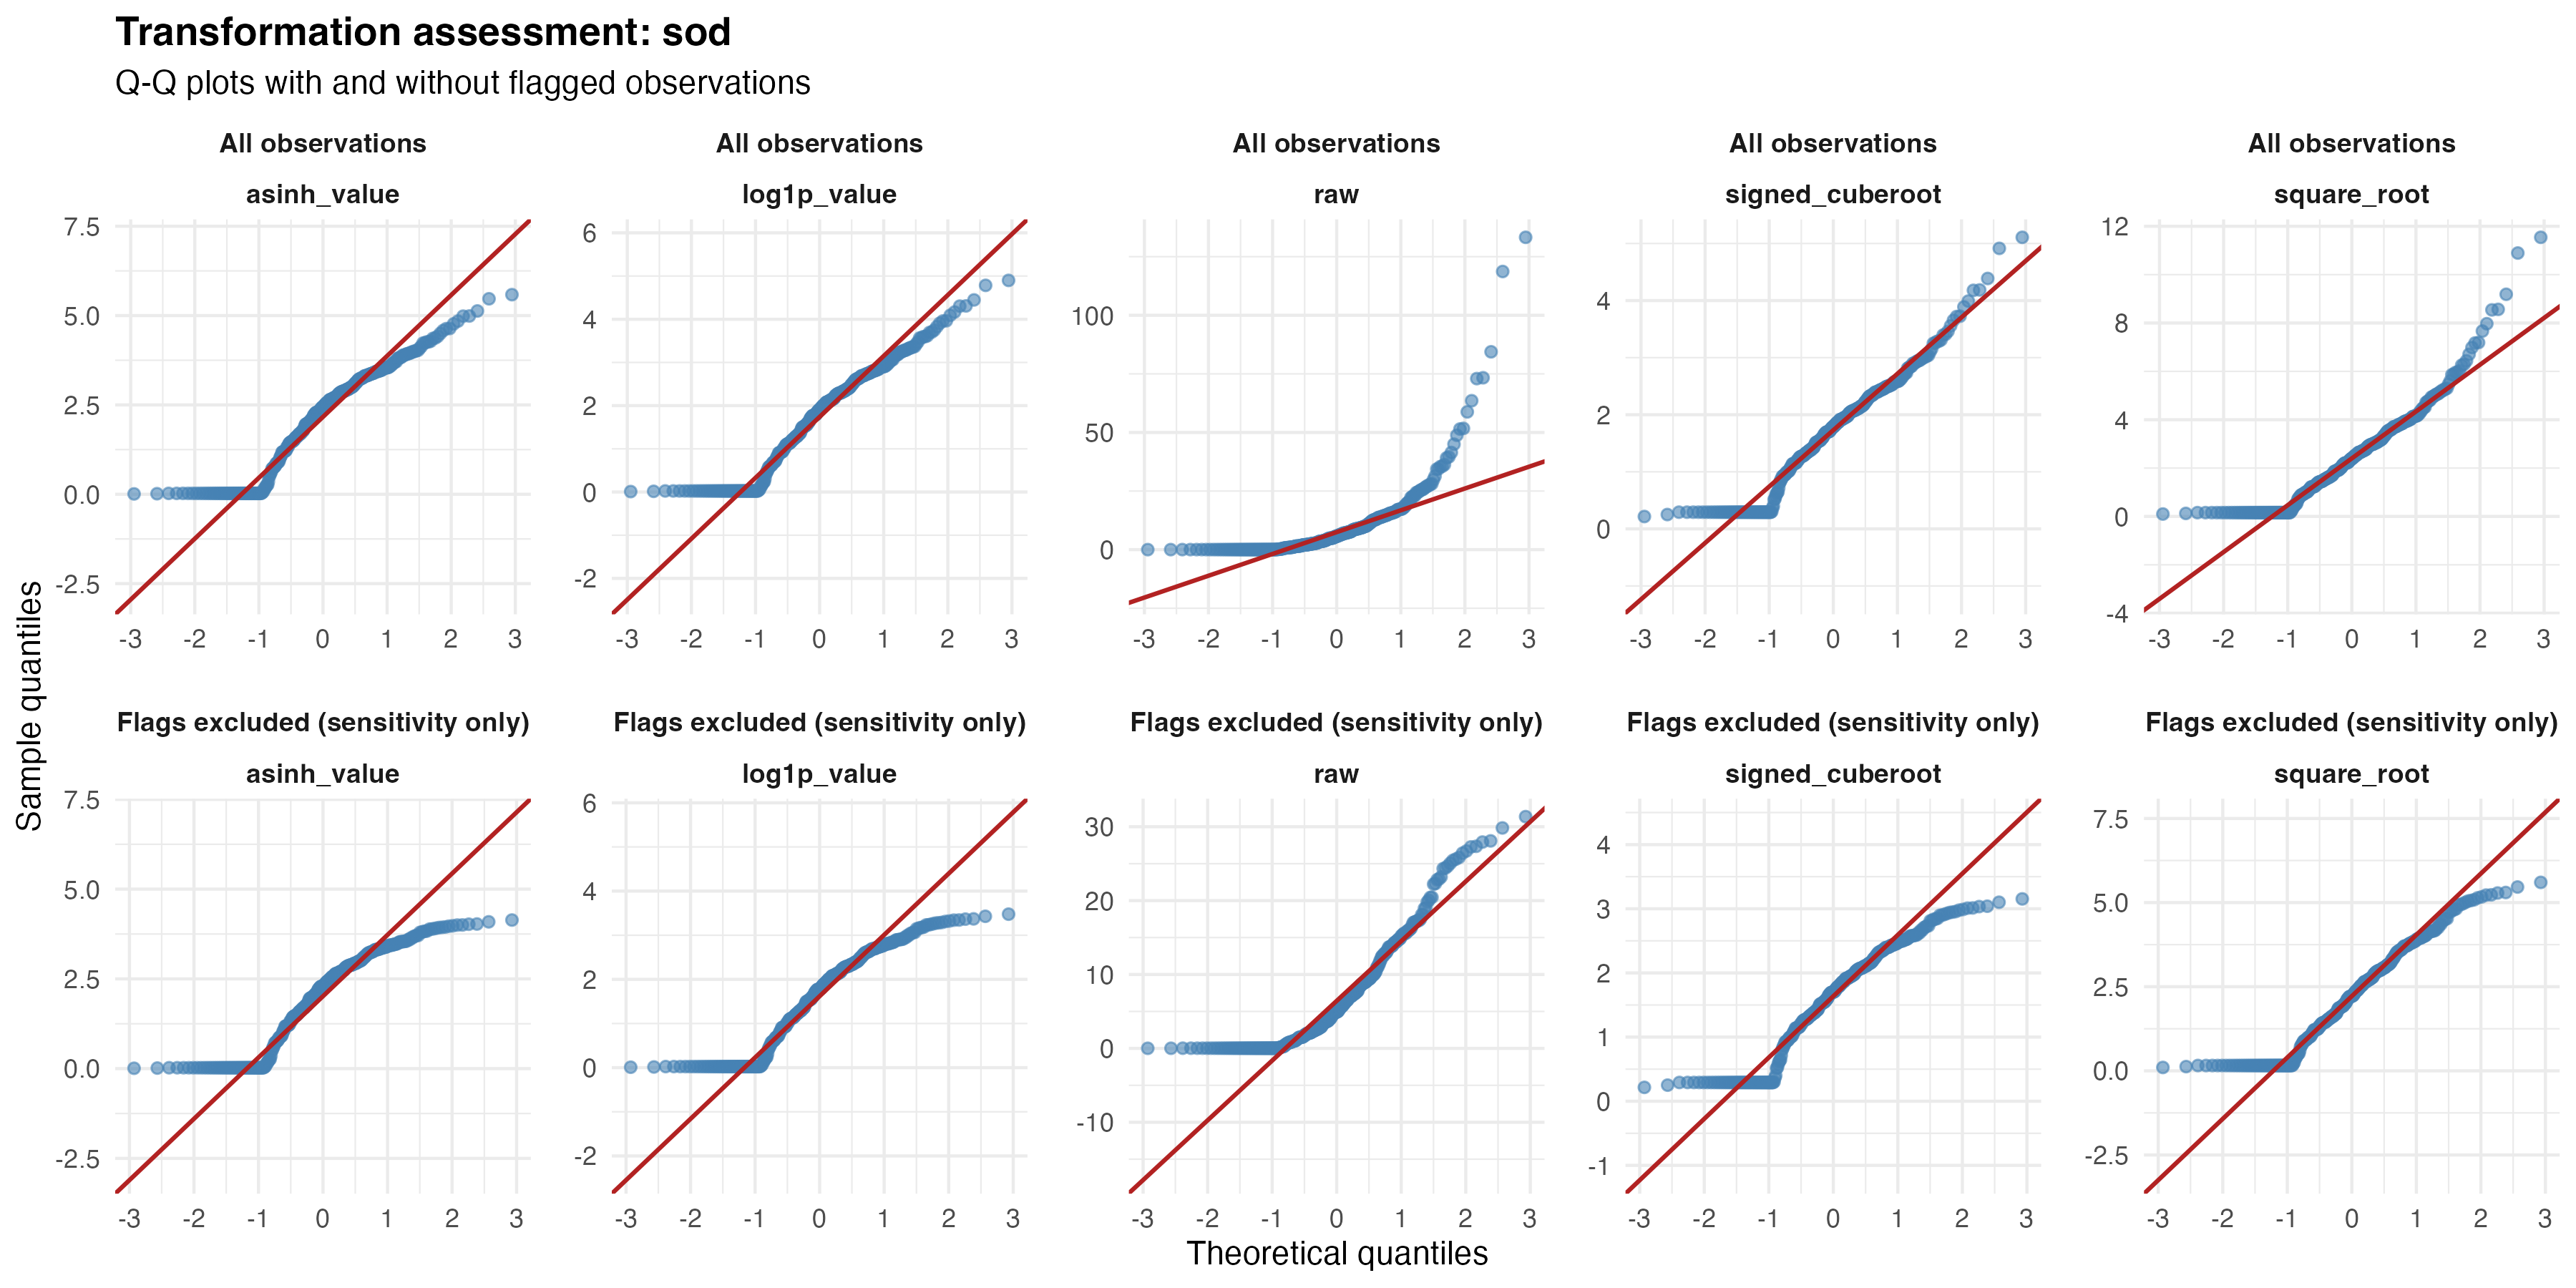 Transformation assessment: sod
Q-Q plots with and without flagged observations
All observations All observations All observations All observations All observations
asinh_value log1p_value raw signed_cuberoot square_root
7.5
5.0
2.5
0.0
-2.5
6
4
2
0
-2
100
50
0
4
2
0
12
8
4
0
-4
-3 -2 -1 0 1 2 3
-3 -2 -1 0 1 2 3
-3 -2 -1 0 1 2 3
-3 -2 -1 0 1 2 3
-3 -2 -1 0 1 2 3
Sample quantiles
Flags excluded (sensitivity only) Flags excluded (sensitivity only) Flags excluded (sensitivity only) Flags excluded (sensitivity only) Flags excluded (sensitivity only)
asinh_value log1p_value raw signed_cuberoot square_root
7.5
5.0
2.5
0.0
-2.5
6
4
2
0
-2
30
20
10
0
-10
4
3
2
1
0
-1
7.5
5.0
2.5
0.0
-2.5
-3 -2 -1 0 1 2 3
-3 -2 -1 0 1 2 3
-3 -2 -1 0 1 2 3
-3 -2 -1 0 1 2 3
-3 -2 -1 0 1 2 3
Theoretical quantiles